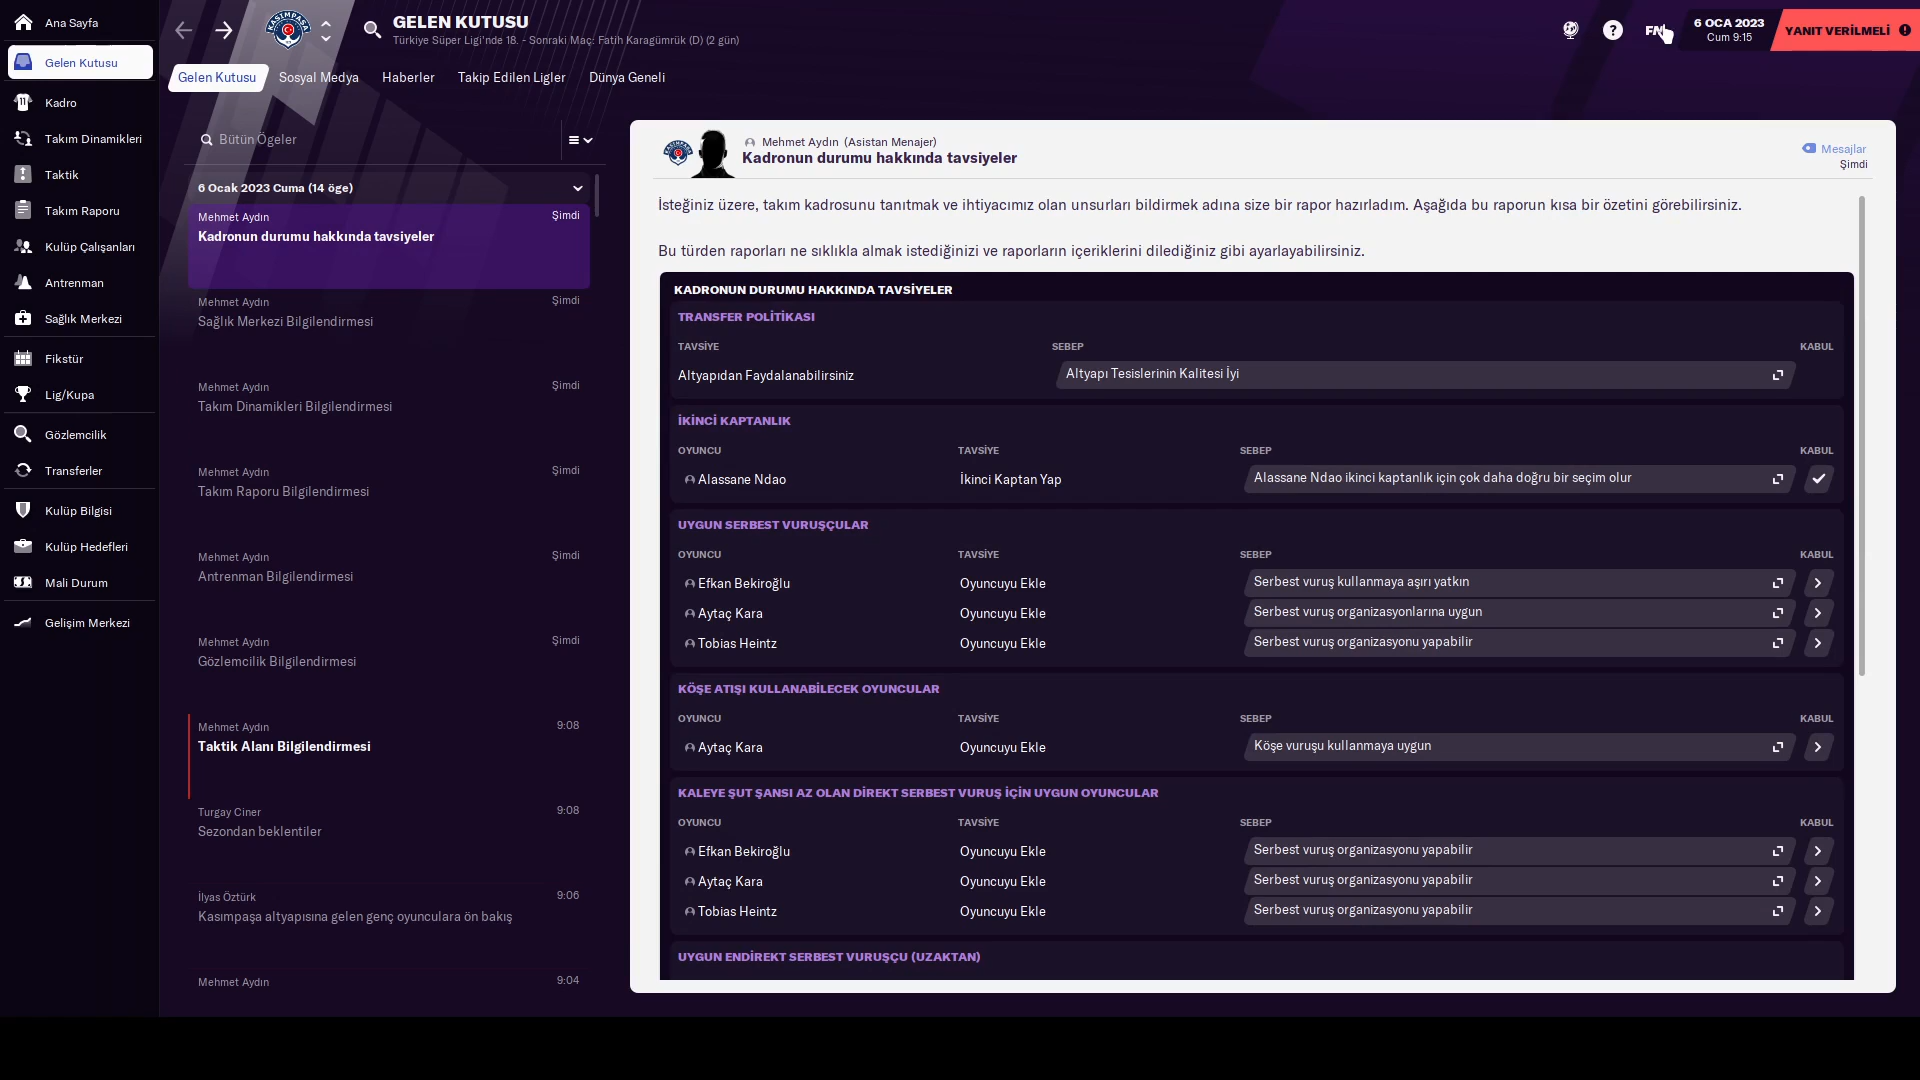 Ana Sayfa
Gelen Kutusu
Kadro
Takım Dinamikleri
Taktik
Takım Raporu
Kulüp Çalışanları
Antrenman
Sağlık Merkezi
Fikstür
Lig/Kupa
Gözlemcilik
Transferler
Kulüp Bilgisi
Kulüp Hedefleri
Mali Durum
Gelişim Merkezi
KASIMPAŞA
GELEN KUTUSU
Türkiye Süper Ligi'nde 18. - Sonraki Maç: Fatih Karagümrük (D) (2 gün)
FM
6 OCA 2023
Cum 9:15
YANIT VERİLMELİ
Gelen Kutusu Sosyal Medya Haberler Takip Edilen Ligler Dünya Geneli
Bütün Ögeler
6 Ocak 2023 Cuma (14 öge)
Mehmet Aydın Şimdi
Kadronun durumu hakkında tavsiyeler
Mehmet Aydın Şimdi
Sağlık Merkezi Bilgilendirmesi
Mehmet Aydın Şimdi
Takım Dinamikleri Bilgilendirmesi
Mehmet Aydın Şimdi
Takım Raporu Bilgilendirmesi
Mehmet Aydın Şimdi
Antrenman Bilgilendirmesi
Mehmet Aydın Şimdi
Gözlemcilik Bilgilendirmesi
Mehmet Aydın 9:08
Taktik Alanı Bilgilendirmesi
Turgay Ciner 9:08
Sezondan beklentiler
İlyas Öztürk 9:06
Kasımpaşa altyapısına gelen genç oyunculara ön bakış
Mehmet Aydın 9:04
Mehmet Aydın (Asistan Menajer)
Kadronun durumu hakkında tavsiyeler
Mesajlar
Şimdi
İsteğiniz üzere, takım kadrosunu tanıtmak ve ihtiyacımız olan unsurları bildirmek adına size bir rapor hazırladım. Aşağıda bu raporun kısa bir özetini görebilirsiniz.
Bu türden raporları ne sıklıkla almak istediğinizi ve raporların içeriklerini dilediğiniz gibi ayarlayabilirsiniz.
KADRONUN DURUMU HAKKINDA TAVSİYELER
TRANSFER POLİTİKASI
TAVSİYE SEBEP KABUL
Altyapıdan Faydalanabilirsiniz Altyapı Tesislerinin Kalitesi İyi
İKİNCİ KAPTANLIK
OYUNCU TAVSİYE SEBEP KABUL
Alassane Ndao İkinci Kaptan Yap Alassane Ndao ikinci kaptanlık için çok daha doğru bir seçim olur
UYGUN SERBEST VURUŞÇULAR
OYUNCU TAVSİYE SEBEP KABUL
Efkan Bekiroğlu Oyuncuyu Ekle Serbest vuruş kullanmaya aşırı yatkın
Aytaç Kara Oyuncuyu Ekle Serbest vuruş organizasyonlarına uygun
Tobias Heintz Oyuncuyu Ekle Serbest vuruş organizasyonu yapabilir
KÖŞE ATIŞI KULLANABİLECEK OYUNCULAR
OYUNCU TAVSİYE SEBEP KABUL
Aytaç Kara Oyuncuyu Ekle Köşe vuruşu kullanmaya uygun
KALEYE ŞUT ŞANSI AZ OLAN DİREKT SERBEST VURUŞ İÇİN UYGUN OYUNCULAR
OYUNCU TAVSİYE SEBEP KABUL
Efkan Bekiroğlu Oyuncuyu Ekle Serbest vuruş organizasyonu yapabilir
Aytaç Kara Oyuncuyu Ekle Serbest vuruş organizasyonu yapabilir
Tobias Heintz Oyuncuyu Ekle Serbest vuruş organizasyonu yapabilir
UYGUN ENDİREKT SERBEST VURUŞÇU (UZAKTAN)